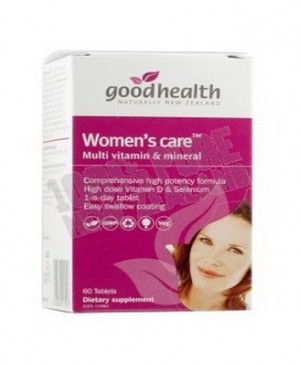 goodhealth
NATURALLY NEW ZEALAND
Women's care™
Multi vitamin & mineral
Comprehensive high potency formula
High dose Vitamin D & Selenium
1-a-day tablet
Easy swallow coating
60 Tablets
Dietary supplement